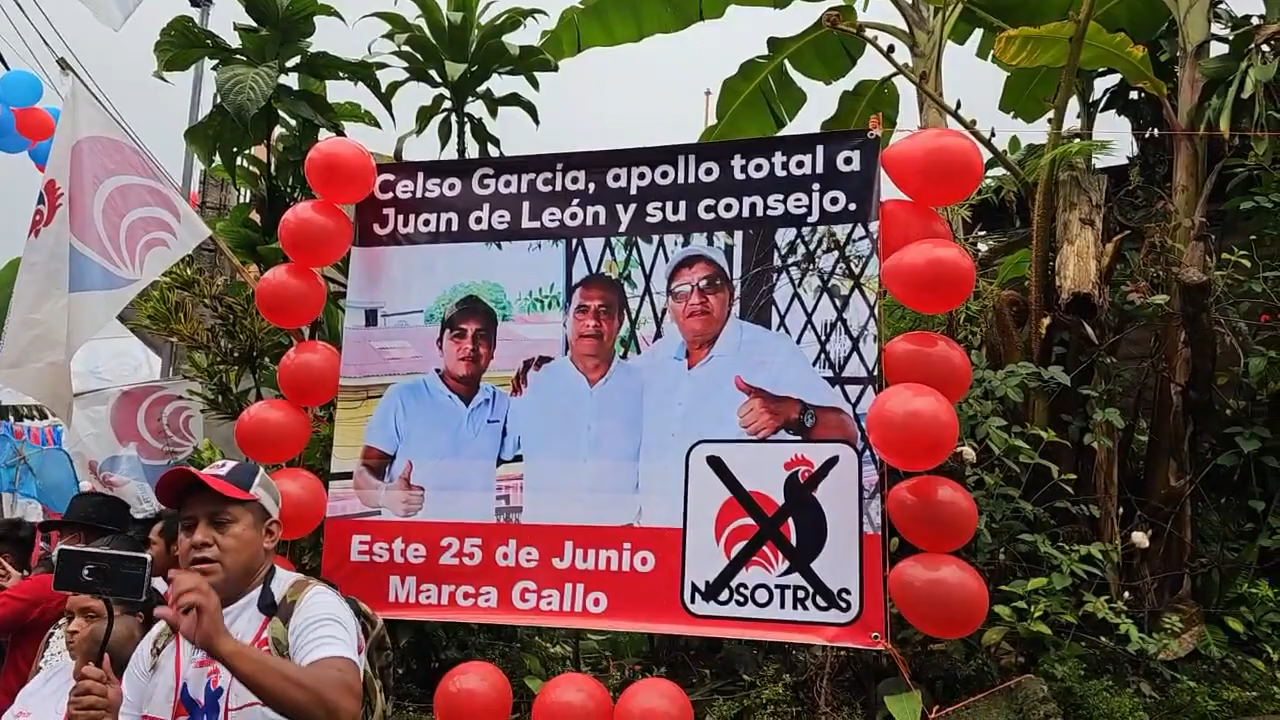 Celso García, apollo total a
Juan de León y su consejo.
Este 25 de Junio
Marca Gallo
NOSOTROS